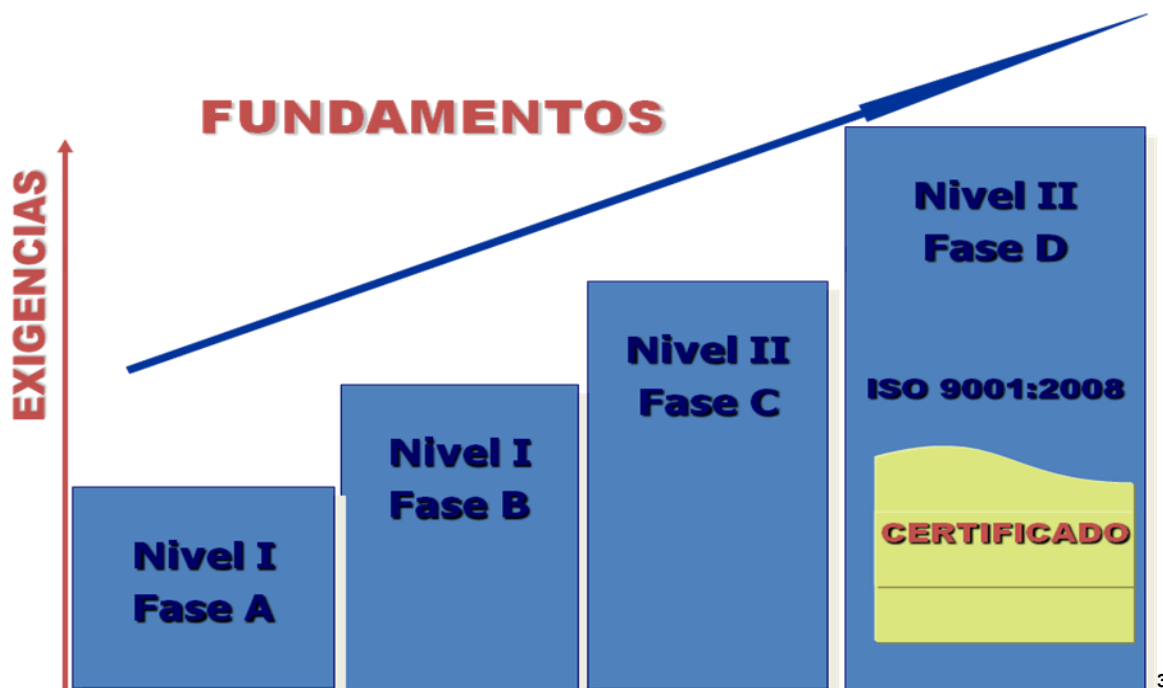 FUNDAMENTOS
EXIGENCIAS
Nivel I
Fase A
Nivel I
Fase B
Nivel II
Fase C
Nivel II
Fase D
ISO 9001:2008
CERTIFICADO
3